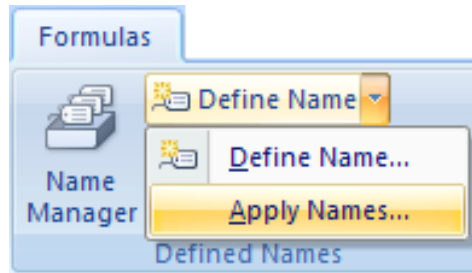 Formulas
Define Name
Define Name...
Name
Manager
Apply Names...
Defined Names